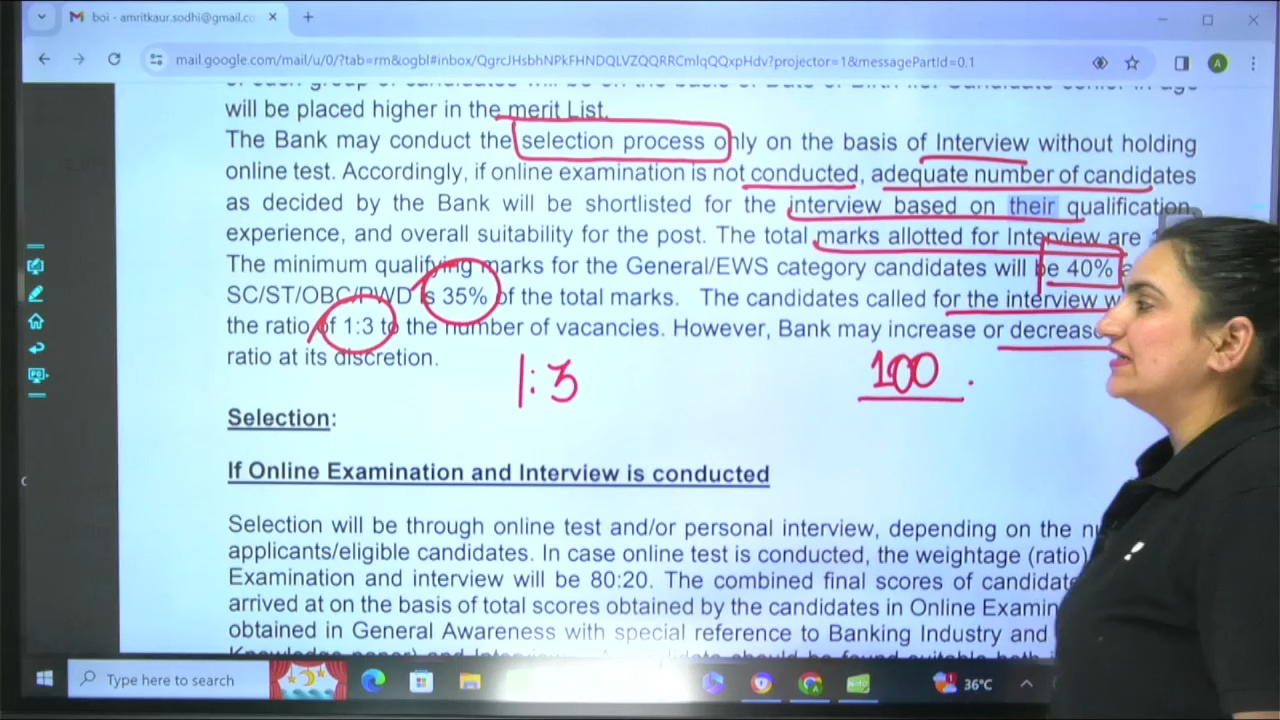 boi - amritkaur.sodhi@gmail.co
mail.google.com/mail/u/0/?tab=rm&ogbl#inbox/QgrcJHsbhNPkFHNDQLVZQQRRCmlqQQxpHdv?projector=1&messagePartId=0.1
A
will be placed higher in the merit List.
The Bank may conduct the selection process only on the basis of Interview without holding
online test. Accordingly, if online examination is not conducted, adequate number of candidates
as decided by the Bank will be shortlisted for the interview based on their qualification,
experience, and overall suitability for the post. The total marks allotted for Interview are
The minimum qualifying marks for the General/EWS category candidates will be 40%
SC/ST/OBC/PWD is 35% of the total marks. The candidates called for the interview
the ratio of 1:3 to the number of vacancies. However, Bank may increase or decrease
ratio at its discretion.
1:3
100
Selection:
If Online Examination and Interview is conducted
Selection will be through online test and/or personal interview, depending on the
applicants/eligible candidates. In case online test is conducted, the weightage (ratio)
Examination and interview will be 80:20. The combined final scores of
arrived at on the basis of total scores obtained by the candidates in Online
obtained in General Awareness with special reference to Banking Industry and
Type here to search
36°C